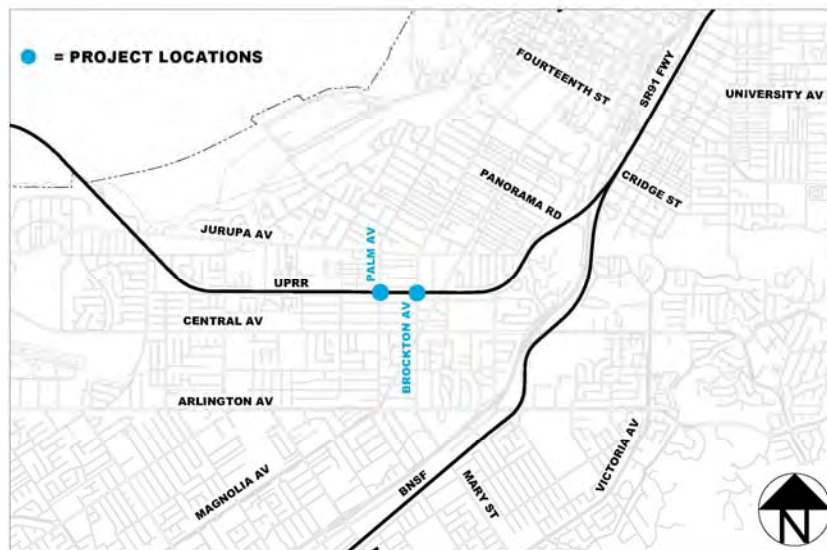 = PROJECT LOCATIONS
FOURTEENTH ST
SR91 FWY
UNIVERSITY AV
PANORAMA RD
CRIDGE ST
JURUPA AV
PALM AV
UPRR
CENTRAL AV
BROCKTON AV
ARLINGTON AV
MAGNOLIA AV
BNSF
MARY ST
VICTORIA AV
N